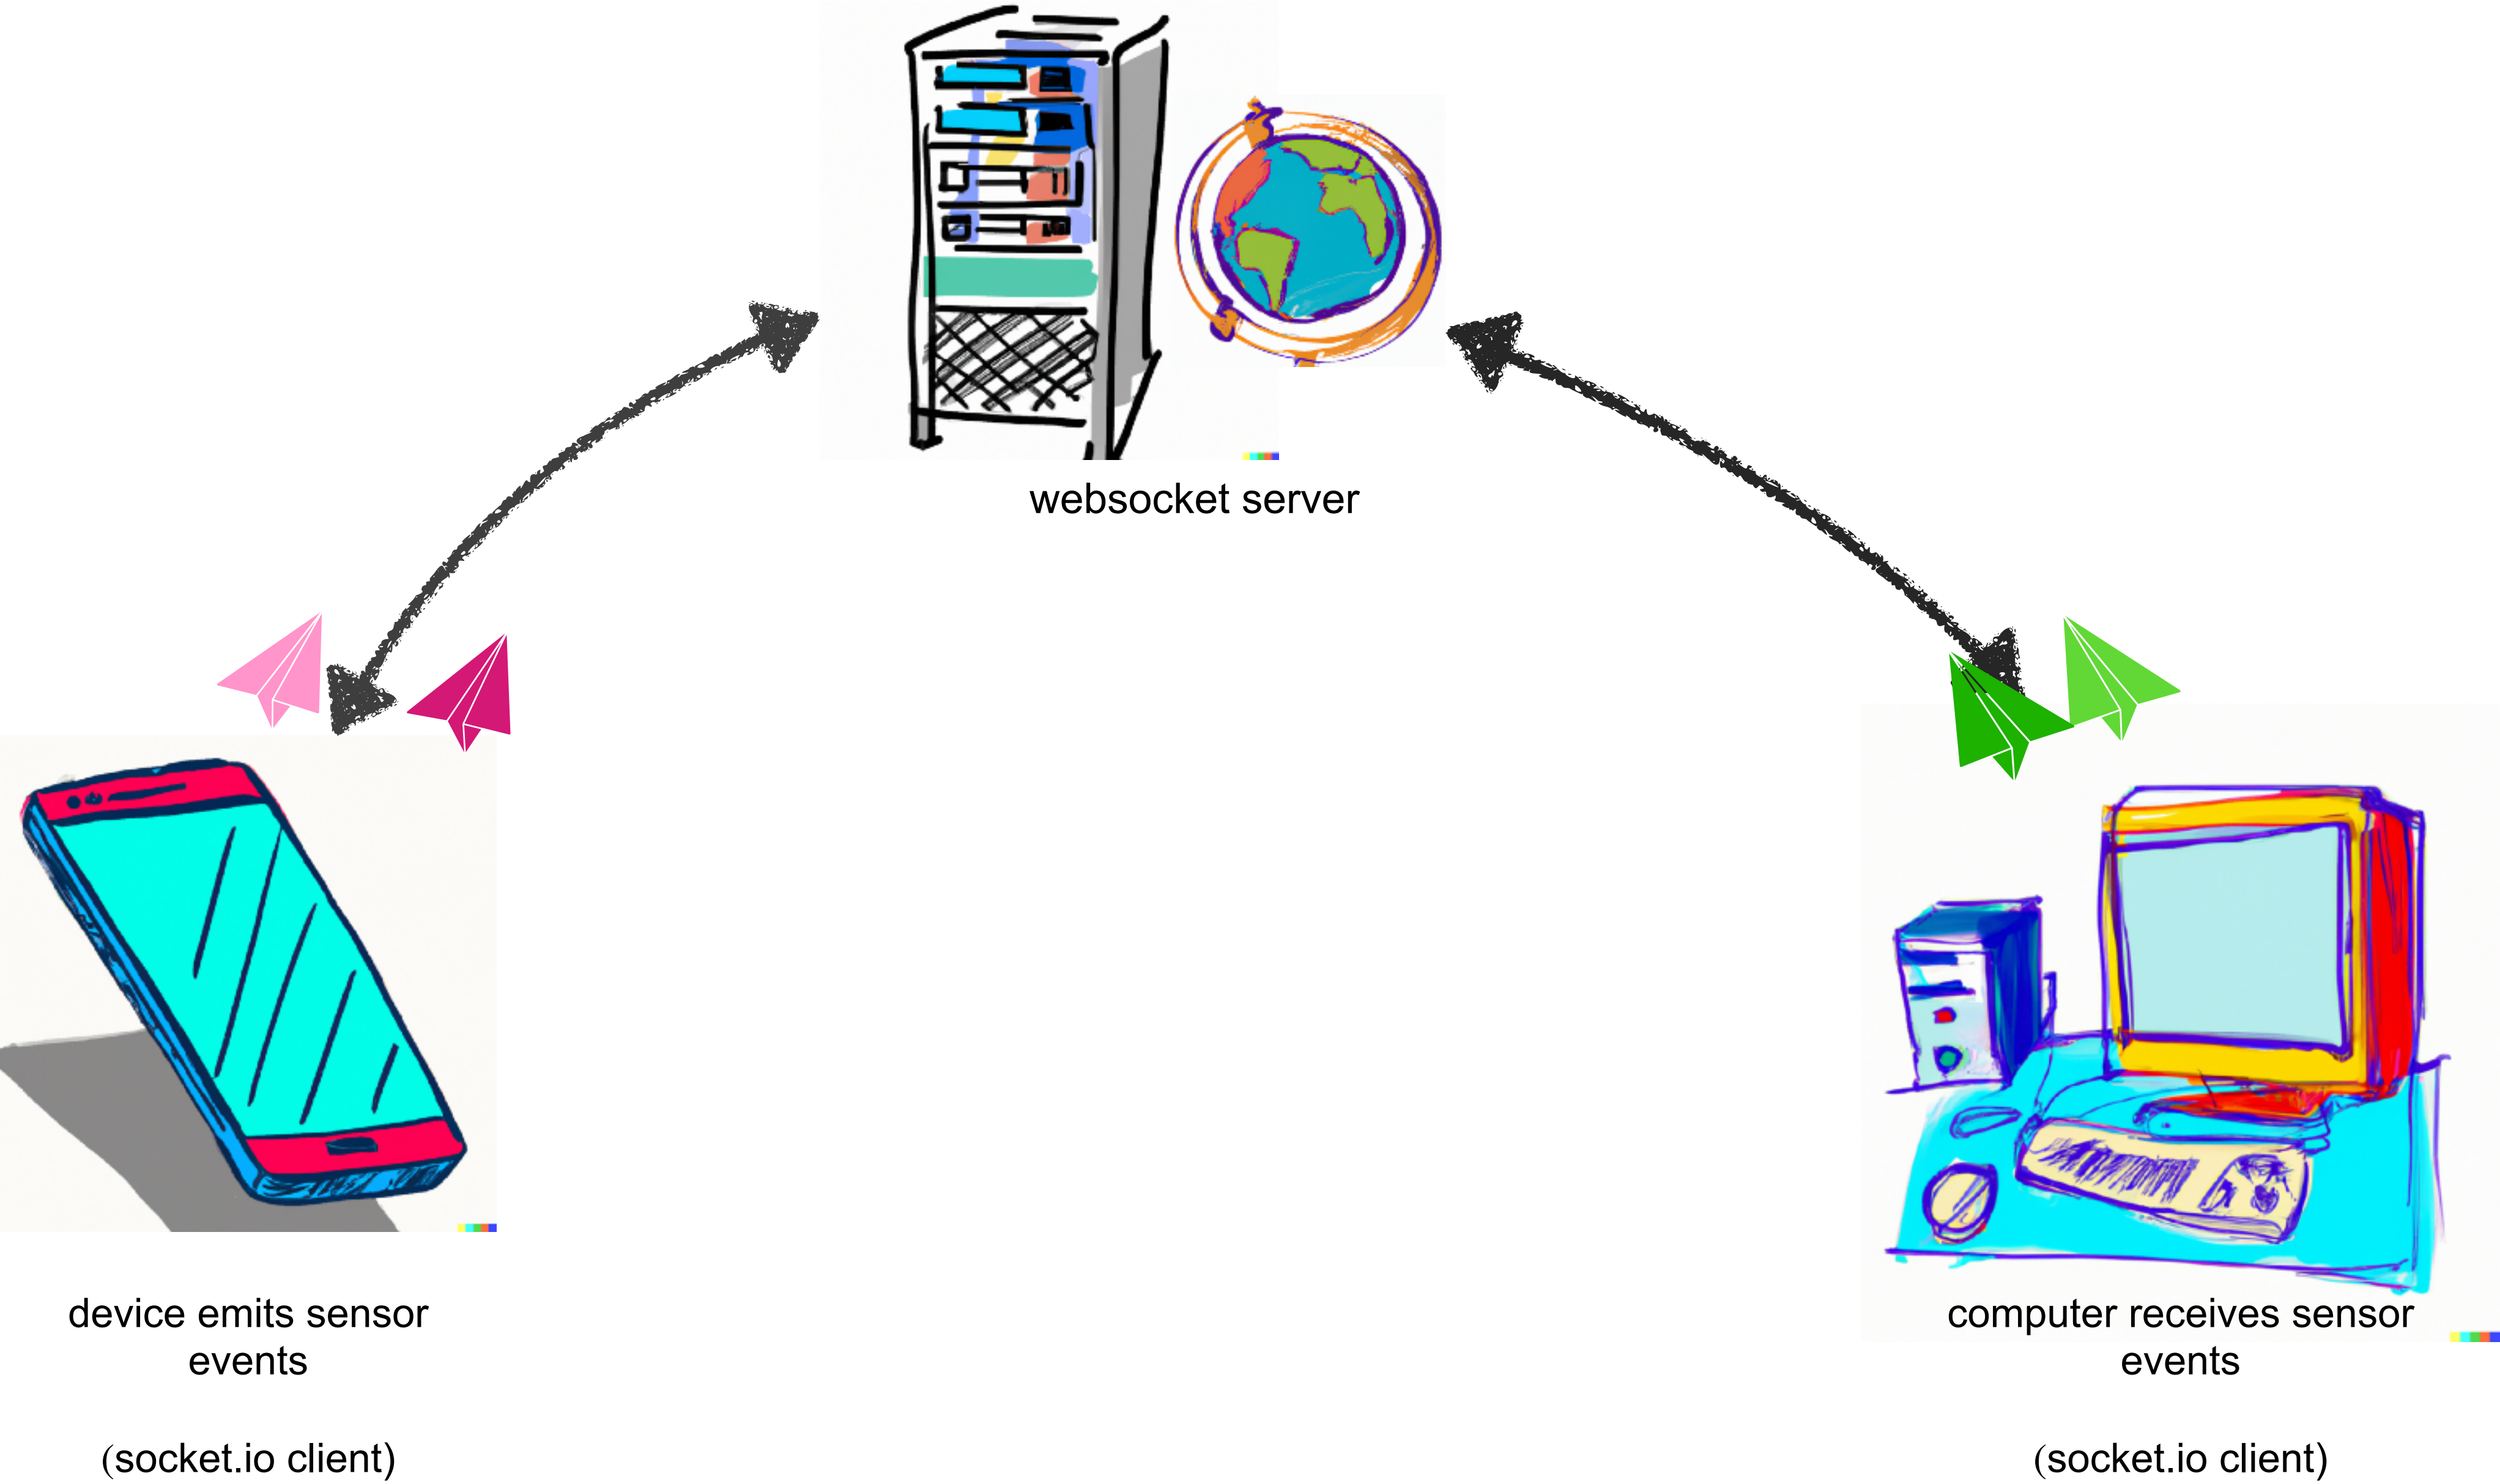 websocket server
device emits sensor
events
(socket.io client)
computer receives sensor
events
(socket.io client)